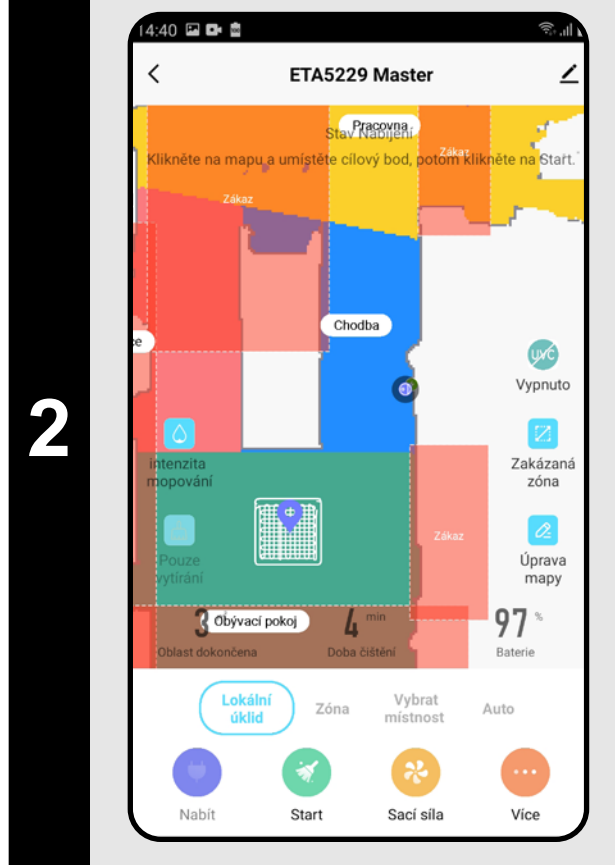 14:40
ETA5229 Master
Pracovna
Stav Nabíjení
Klikněte na mapu a umístěte cílový bod, potom klikněte na Start.
Zákaz
Zákaz
Chodba
ce
UVC
Vypnuto
2
intenzita
mopování
Zakázaná
zóna
Zákaz
Pouze
vytírání
Úprava
mapy
3
Obývací pokoj
4 min
97 %
Oblast dokončena
Doba čištění
Baterie
Lokální
úklid
Zóna
Vybrat
místnost
Auto
Nabít
Start
Sací síla
Více